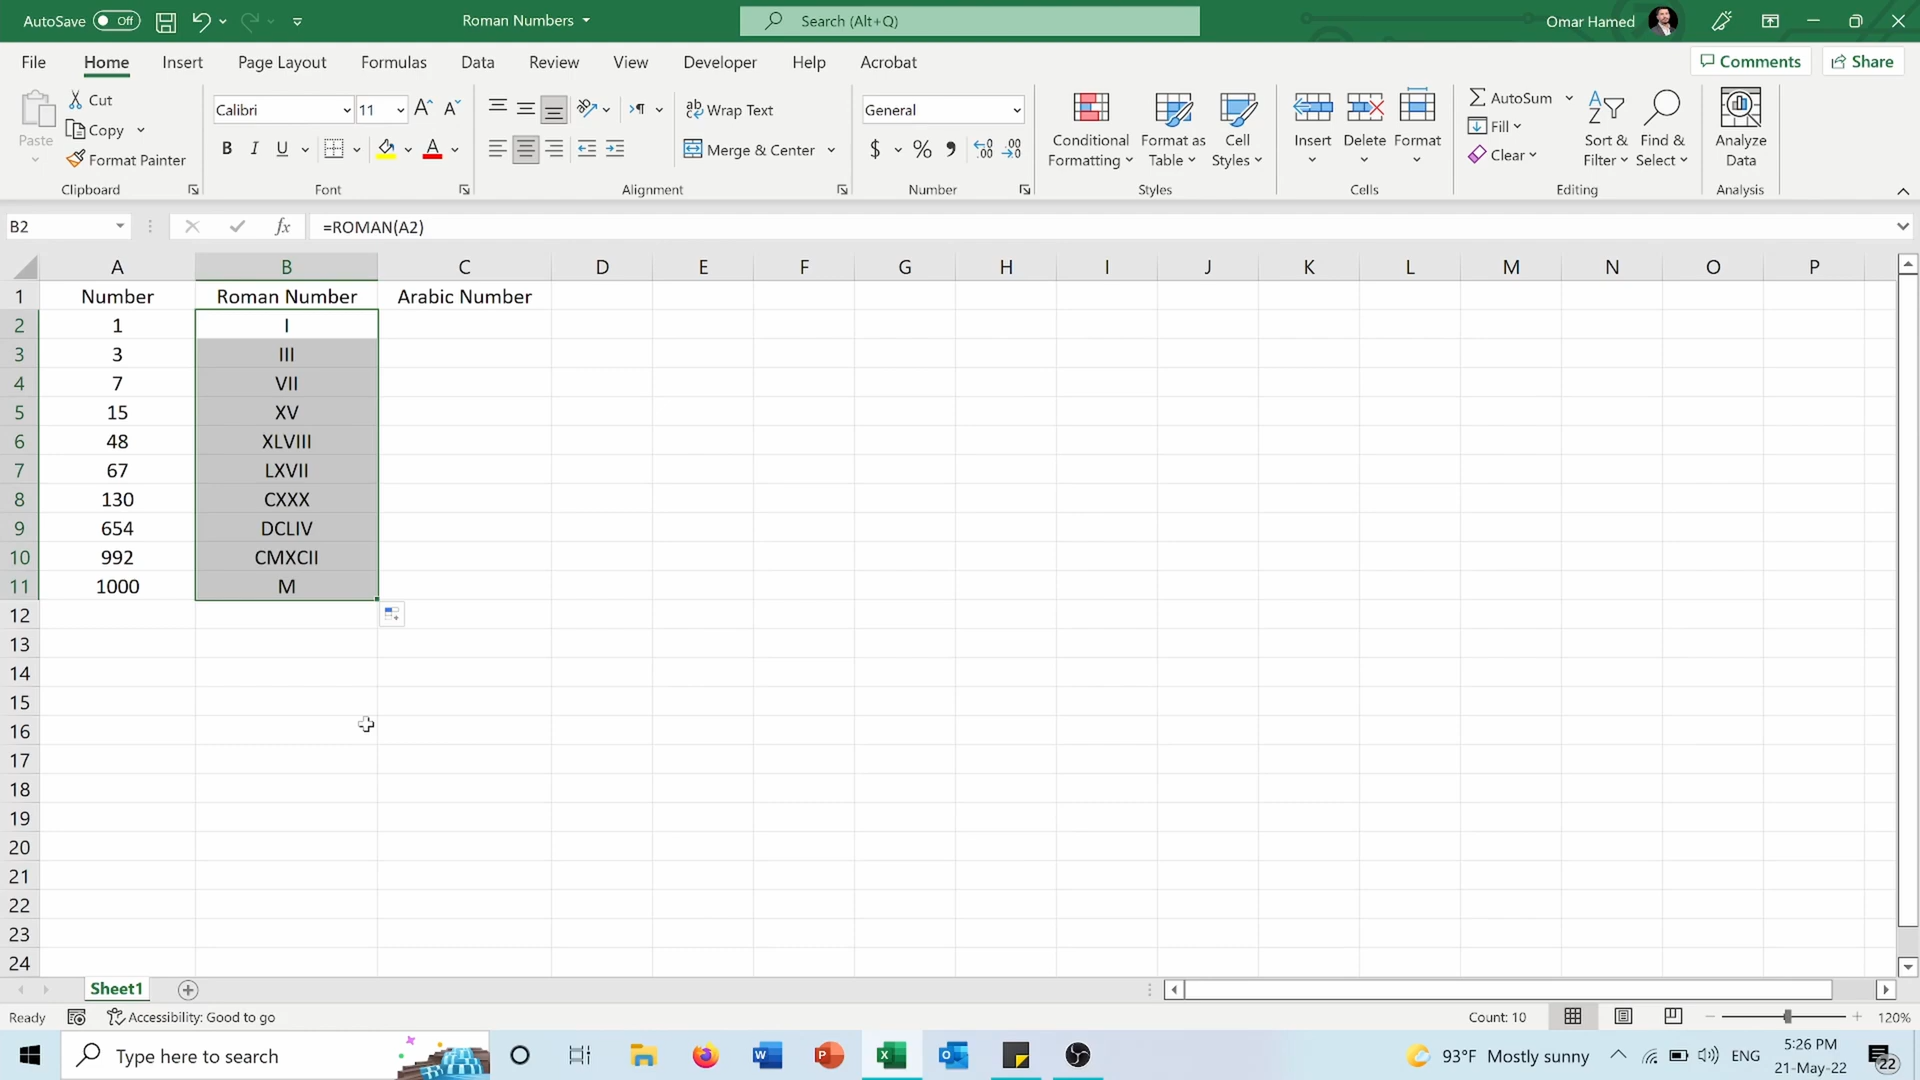 AutoSave Off Roman Numbers Search (Alt+Q) Omar Hamed
File Home Insert Page Layout Formulas Data Review View Developer Help Acrobat Comments Share
Paste
Cut
Copy
Format Painter
Clipboard
Calibri 11
B I U A
Font
Wrap Text
Merge & Center
Alignment
General
$ % 9
Number
Conditional Formatting
Format as Table
Cell Styles
Styles
Insert Delete Format
Cells
AutoSum
Fill
Clear
Sort & Filter
Find & Select
Editing
Analyze Data
Analysis
B2 fx =ROMAN(A2)
A B C D E F G H I J K L M N O P
1 Number Roman Number Arabic Number
2 1 I
3 3 III
4 7 VII
5 15 XV
6 48 XLVIII
7 67 LXVII
8 130 CXXX
9 654 DCLIV
10 992 CMXCII
11 1000 M
12
13
14
15
16
17
18
19
20
21
22
23
24
Sheet1
Ready Accessibility: Good to go Count: 10 120%
Type here to search 93°F Mostly sunny ENG 5:26 PM
21-May-22 22